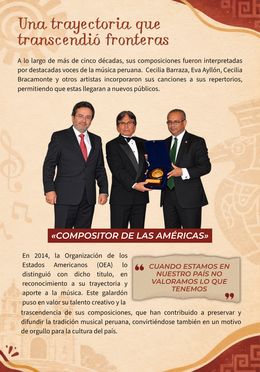 Una trayectoria que
transcendió fronteras
A lo largo de más de cinco décadas, sus composiciones fueron interpretadas
por destacadas voces de la música peruana. Cecilia Barraza, Eva Ayllón, Cecilia
Bracamonte y otros artistas incorporaron sus canciones a sus repertorios,
permitiendo que estas llegaran a nuevos públicos.
«COMPOSITOR DE LAS AMÉRICAS»
En 2014, la Organización de los
Estados Americanos (OEA) lo
distinguió con dicho título, en
reconocimiento a su trayectoria y
aporte a la música. Este galardón
puso en valor su talento creativo y la
trascendencia de sus composiciones, que han contribuido a preservar y
difundir la tradición musical peruana, convirtiéndose también en un motivo
de orgullo para la cultura del país.
CUANDO ESTAMOS EN
NUESTRO PAÍS NO
VALORAMOS LO QUE
TENEMOS